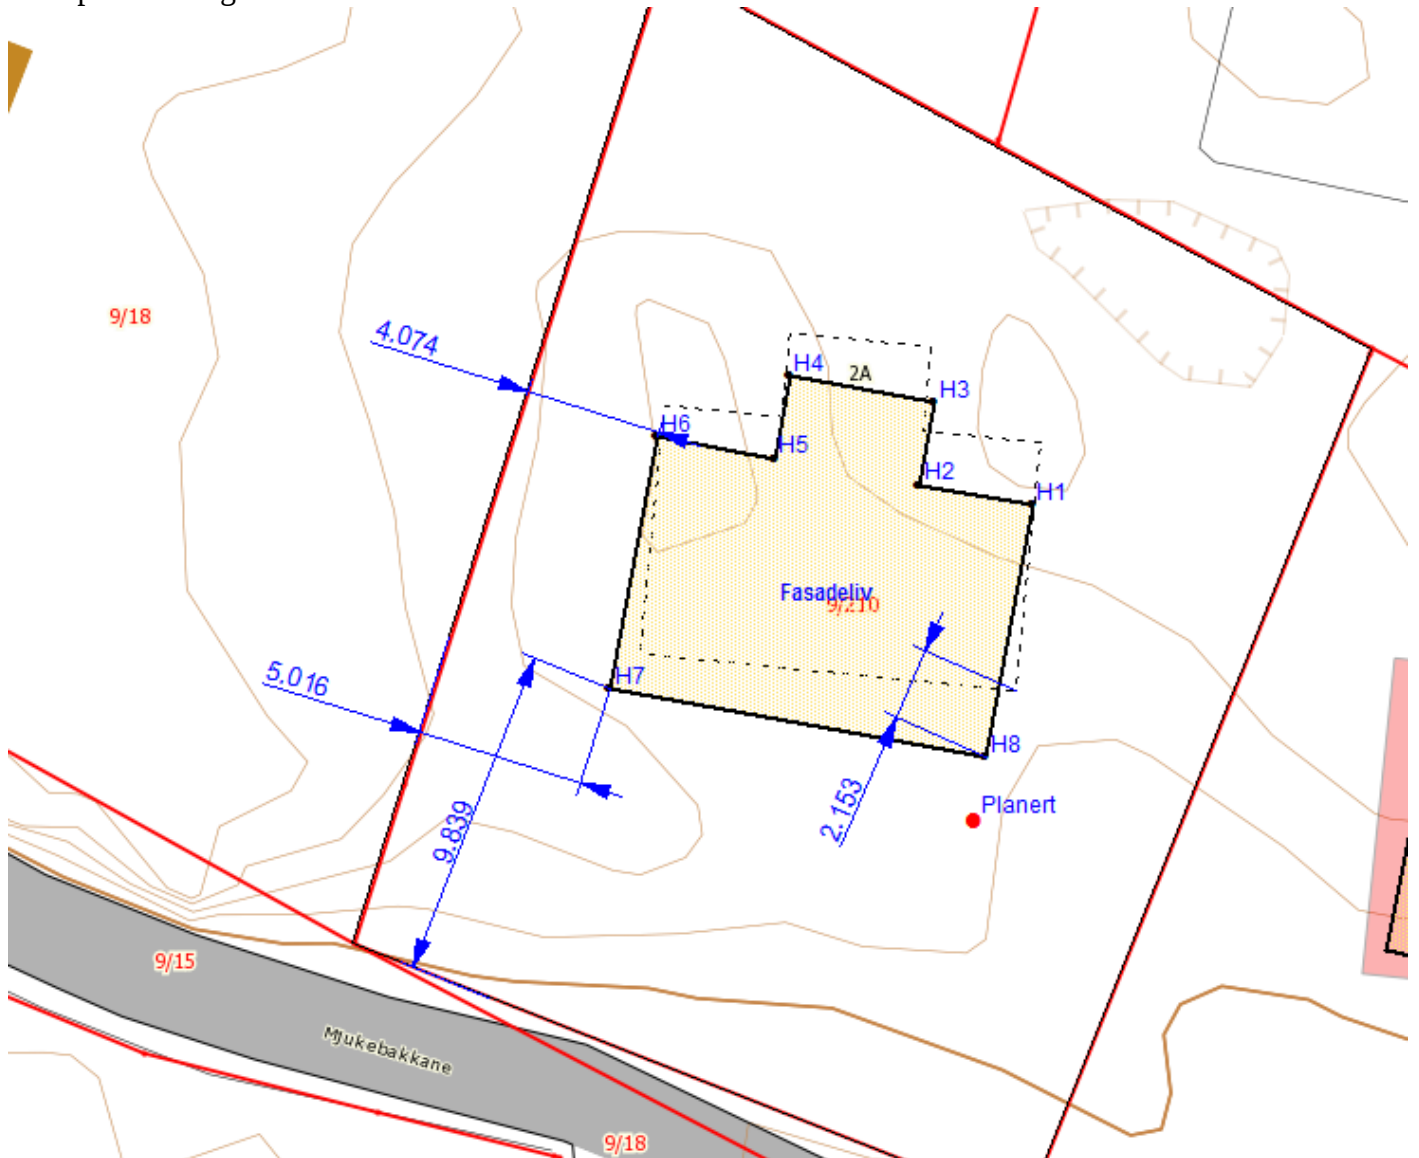 9/18
4.074
H4
2A
H3
H6
H5
H2
H1
Fasadeliv
9/210
5.016
H7
H8
2.153
Planert
9.839
9/15
Mjukebakkane
9/18